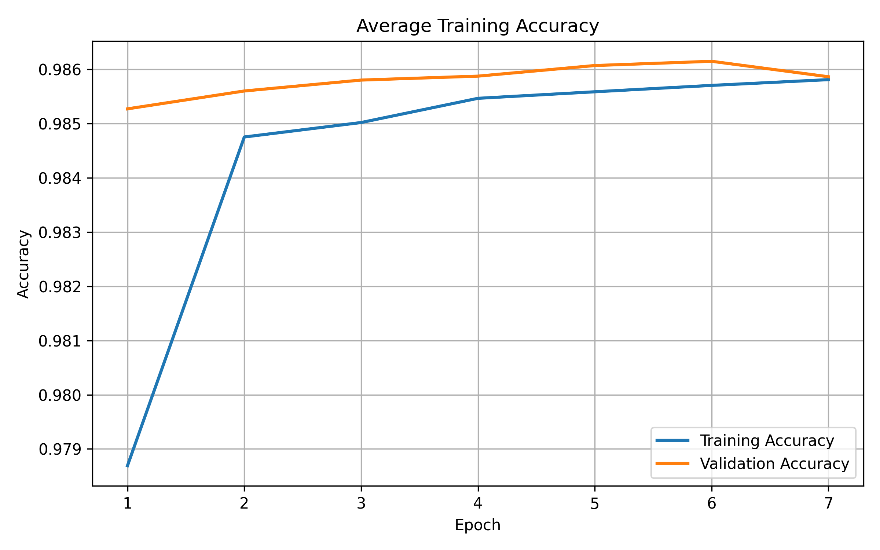 Average Training Accuracy
0.986
0.985
0.984
0.983
0.982
0.981
0.980
0.979
Accuracy
1 2 3 4 5 6 7
Epoch
Training Accuracy
Validation Accuracy